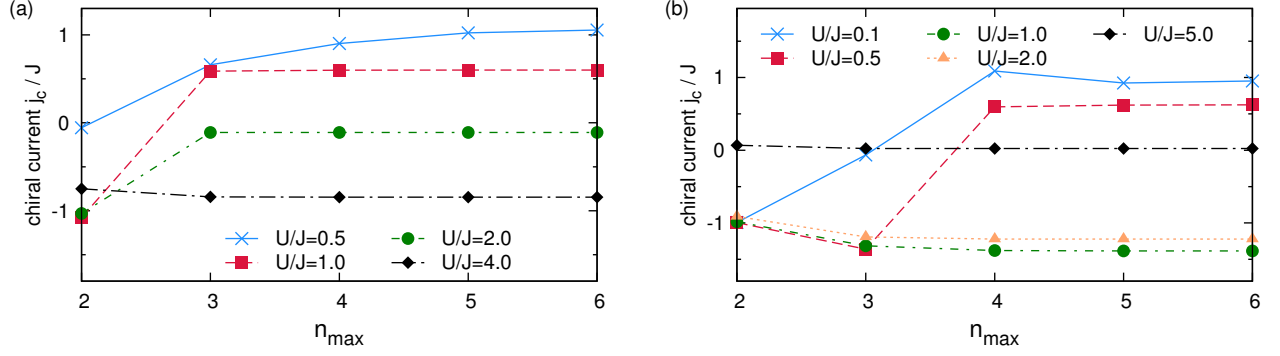 (a)
chiral current j_c / J
1
0
-1
U/J=0.5
U/J=1.0
U/J=2.0
U/J=4.0
2 3 4 5 6
n_max
(b)
chiral current j_c / J
1
0
-1
U/J=0.1
U/J=0.5
U/J=1.0
U/J=2.0
U/J=5.0
2 3 4 5 6
n_max